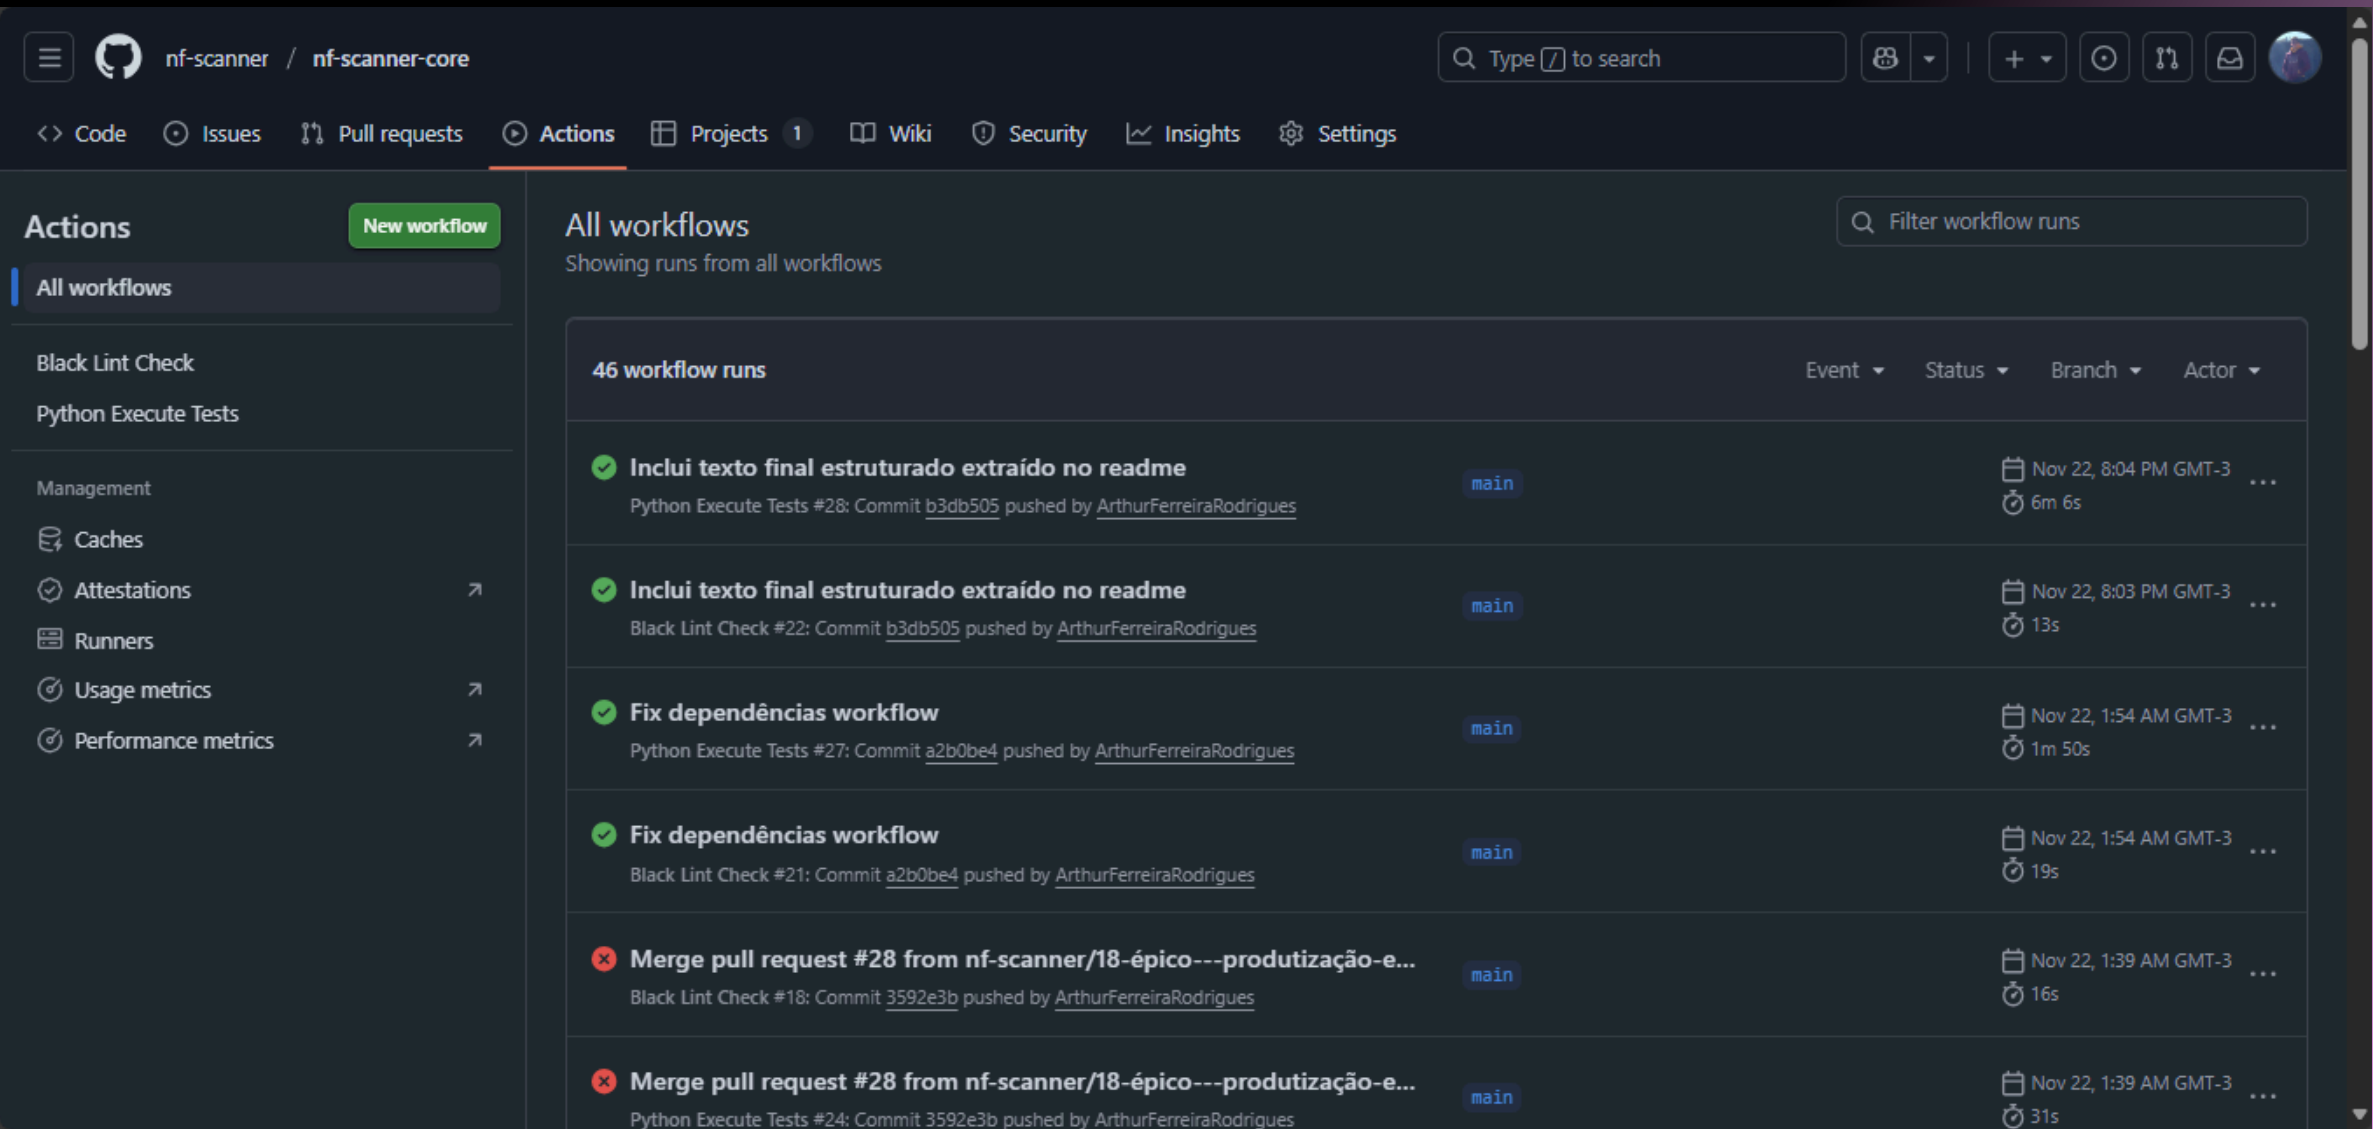 nf-scanner / nf-scanner-core
Type / to search
Code Issues Pull requests Actions Projects 1 Wiki Security Insights Settings
Actions
New workflow
All workflows
Black Lint Check
Python Execute Tests
Management
Caches
Attestations
Runners
Usage metrics
Performance metrics
All workflows
Showing runs from all workflows
Filter workflow runs
46 workflow runs
Event Status Branch Actor
Inclui texto final estruturado extraído no readme
Python Execute Tests #28: Commit b3db505 pushed by ArthurFerreiraRodrigues
main
Nov 22, 8:04 PM GMT-3
6m 6s
Inclui texto final estruturado extraído no readme
Black Lint Check #22: Commit b3db505 pushed by ArthurFerreiraRodrigues
main
Nov 22, 8:03 PM GMT-3
13s
Fix dependências workflow
Python Execute Tests #27: Commit a2b0be4 pushed by ArthurFerreiraRodrigues
main
Nov 22, 1:54 AM GMT-3
1m 50s
Fix dependências workflow
Black Lint Check #21: Commit a2b0be4 pushed by ArthurFerreiraRodrigues
main
Nov 22, 1:54 AM GMT-3
19s
Merge pull request #28 from nf-scanner/18-épico---produtização-e...
Black Lint Check #18: Commit 3592e3b pushed by ArthurFerreiraRodrigues
main
Nov 22, 1:39 AM GMT-3
16s
Merge pull request #28 from nf-scanner/18-épico---produtização-e...
Python Execute Tests #24: Commit 3592e3b pushed by ArthurFerreiraRodrigues
main
Nov 22, 1:39 AM GMT-3
31s